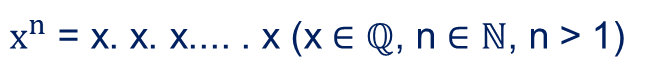 xⁿ = x. x. x.... . x (x ∈ ℚ, n ∈ ℕ, n > 1)